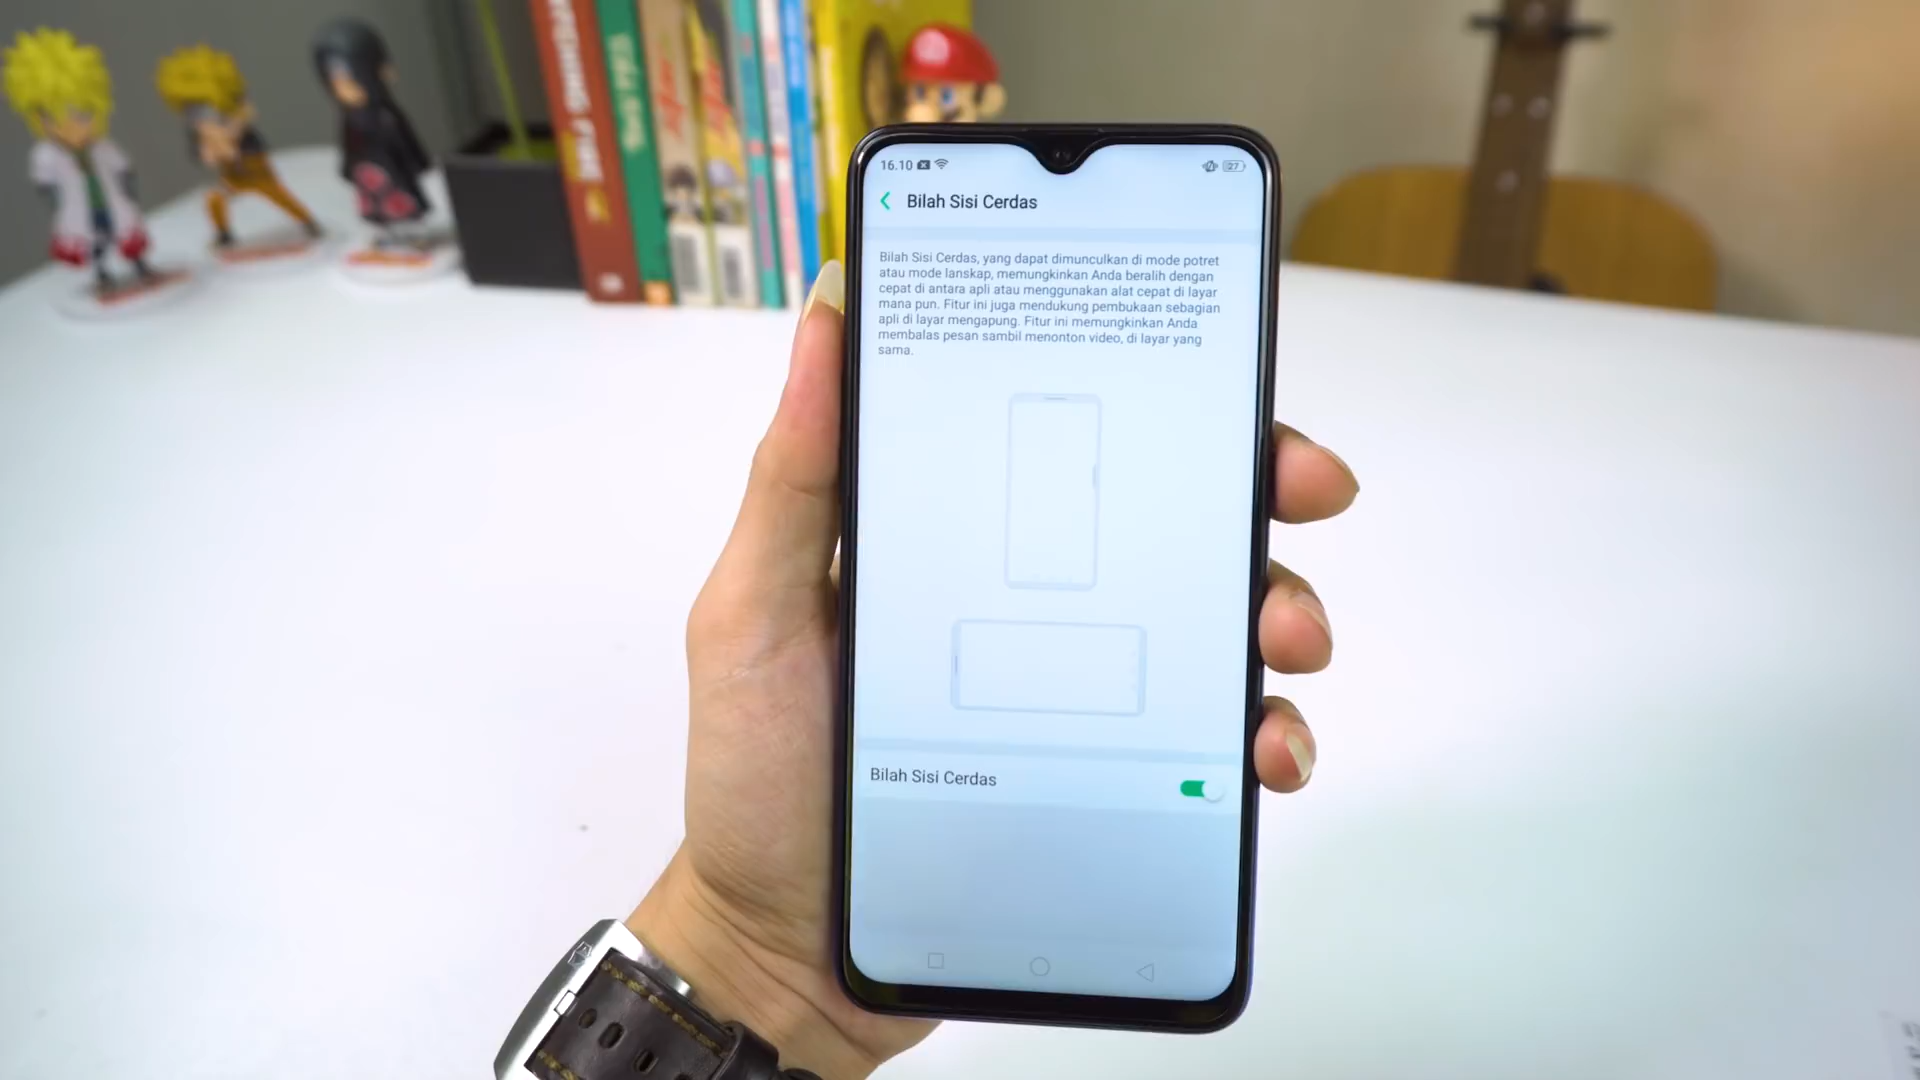 16.10
27
Bilah Sisi Cerdas
Bilah Sisi Cerdas, yang dapat dimunculkan di mode potret
atau mode lanskap, memungkinkan Anda beralih dengan
cepat di antara apli atau menggunakan alat cepat di layar
mana pun. Fitur ini juga mendukung pembukaan sebagian
apli di layar mengapung. Fitur ini memungkinkan Anda
membalas pesan sambil menonton video, di layar yang
sama.
Bilah Sisi Cerdas